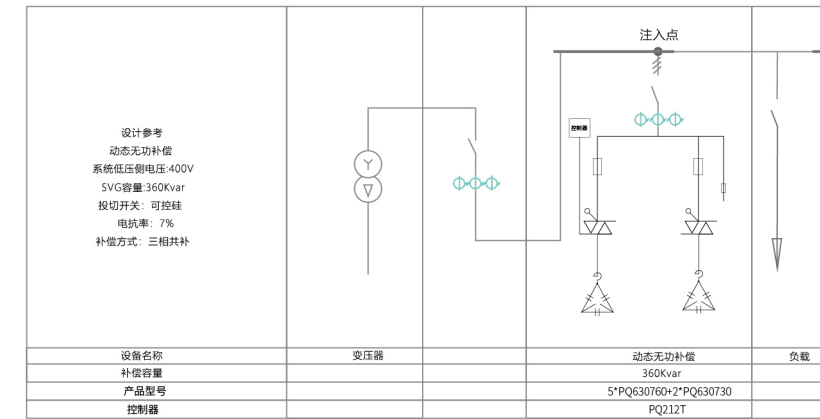 注入点
控制器
设计参考
动态无功补偿
系统低压侧电压:400V
SVG容量:360Kvar
投切开关：可控硅
电抗率：7%
补偿方式：三相共补
设备名称 变压器 动态无功补偿 负载
补偿容量 360Kvar
产品型号 5*PQ630760+2*PQ630730
控制器 PQ212T